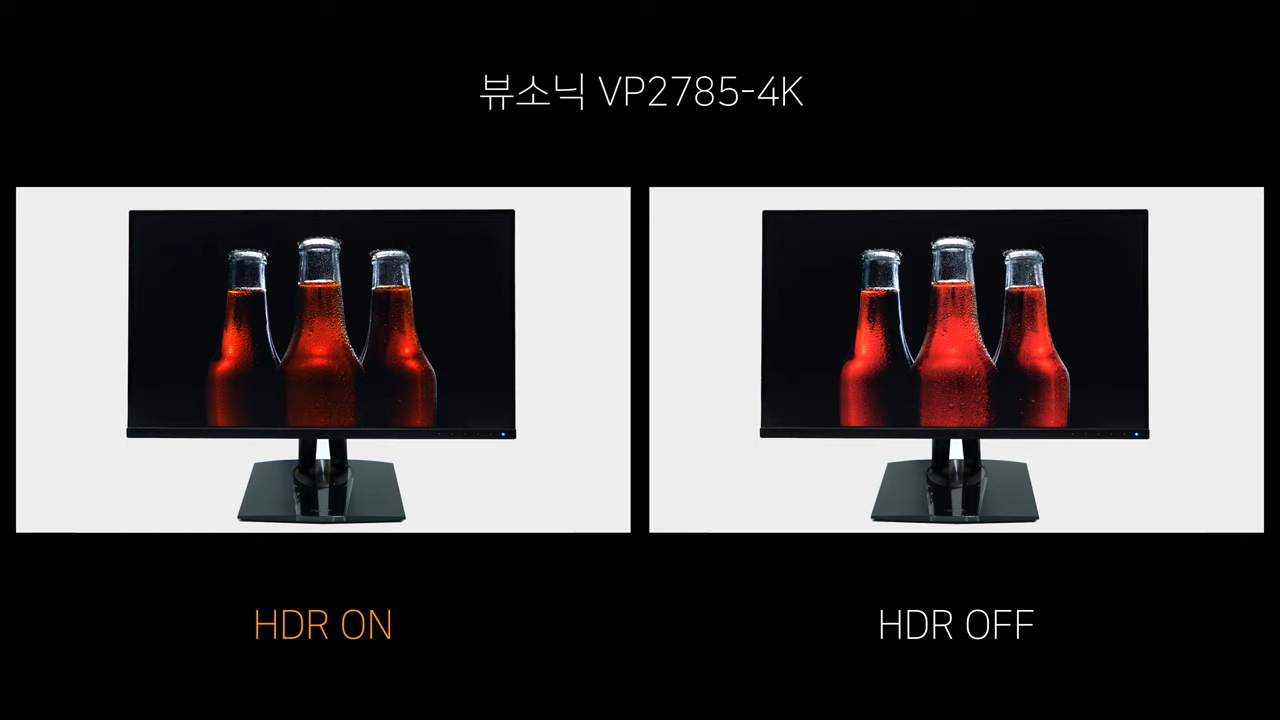 뷰소닉 VP2785-4K
HDR ON
HDR OFF